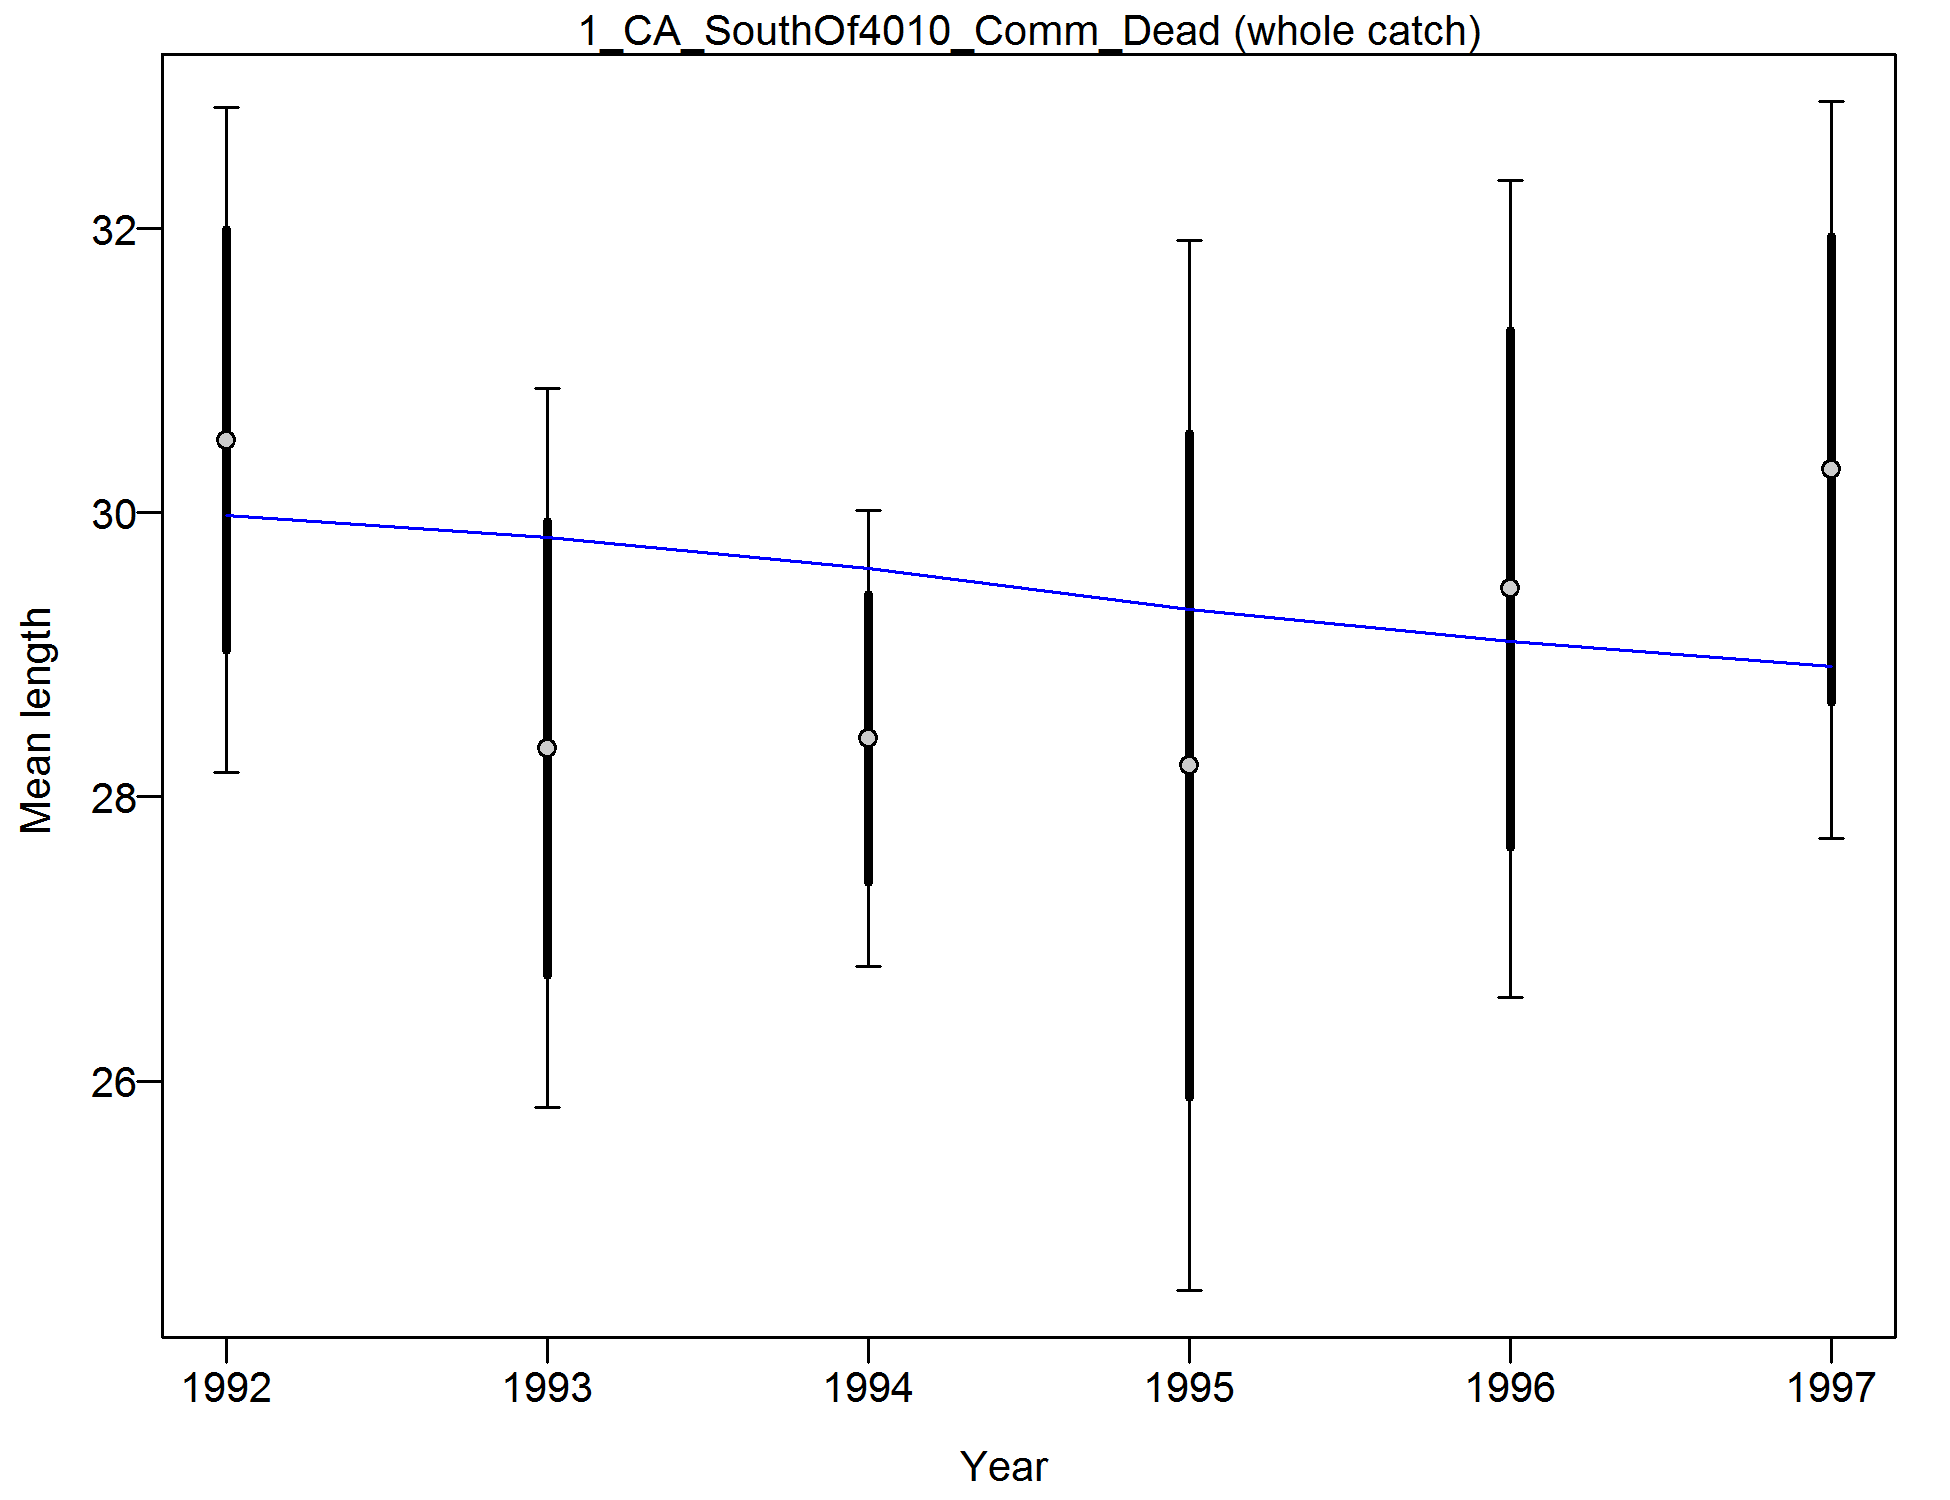 1_CA_SouthOf4010_Comm_Dead (whole catch)
32
30
28
26
Mean length
1992 1993 1994 1995 1996 1997
Year